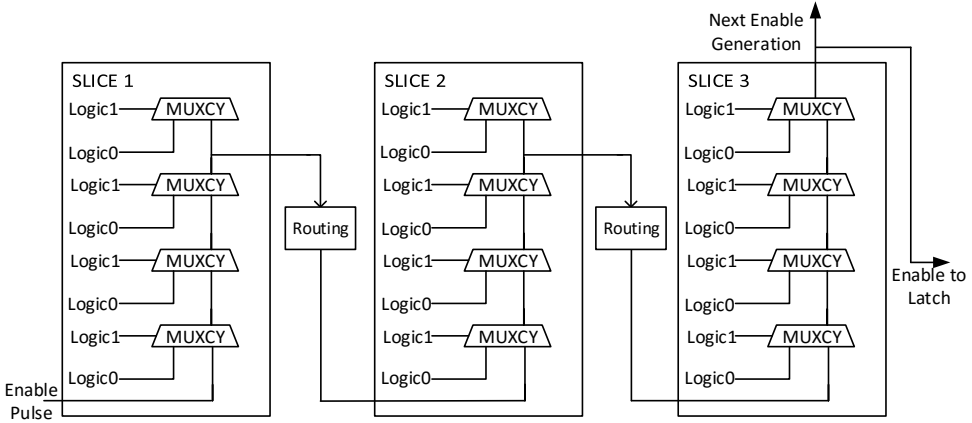 Next Enable
Generation
SLICE 1
SLICE 2
SLICE 3
Logic1 MUXCY
Logic1 MUXCY
Logic1 MUXCY
Logic0
Logic0
Logic0
Logic1 MUXCY
Logic1 MUXCY
Logic1 MUXCY
Logic0
Routing
Logic0
Routing
Logic0
Logic1 MUXCY
Logic1 MUXCY
Logic1 MUXCY
Enable to
Latch
Logic0
Logic0
Logic0
Logic1 MUXCY
Logic1 MUXCY
Logic1 MUXCY
Logic0
Logic0
Logic0
Enable
Pulse